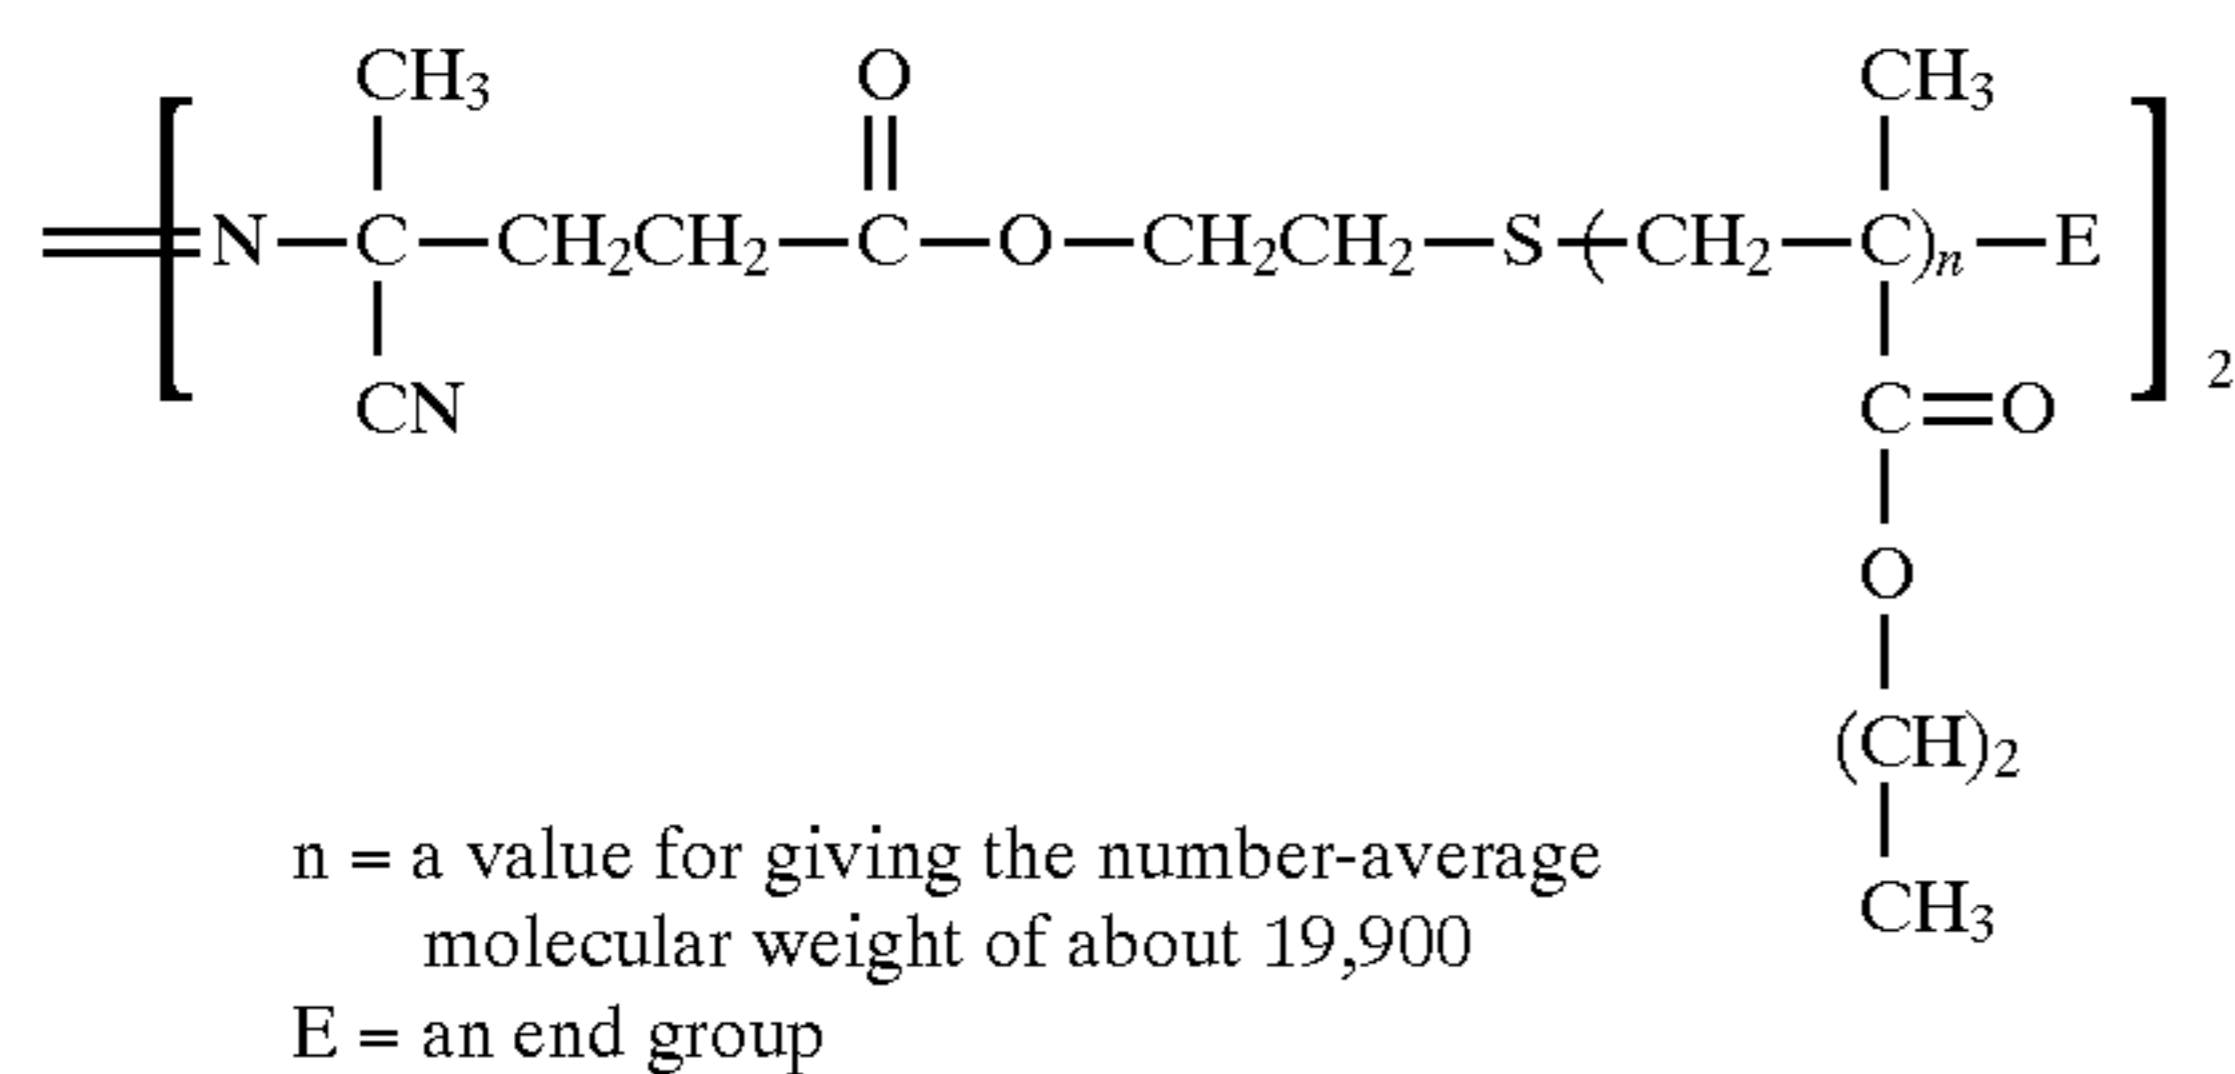 CH₃ O CH₃
[N—C—CH₂CH₂—C—O—CH₂CH₂—S—(CH₂—C)ₙ—E]₂
CN C=O
O
(CH)₂
CH₃
n = a value for giving the number-average
molecular weight of about 19,900
E = an end group